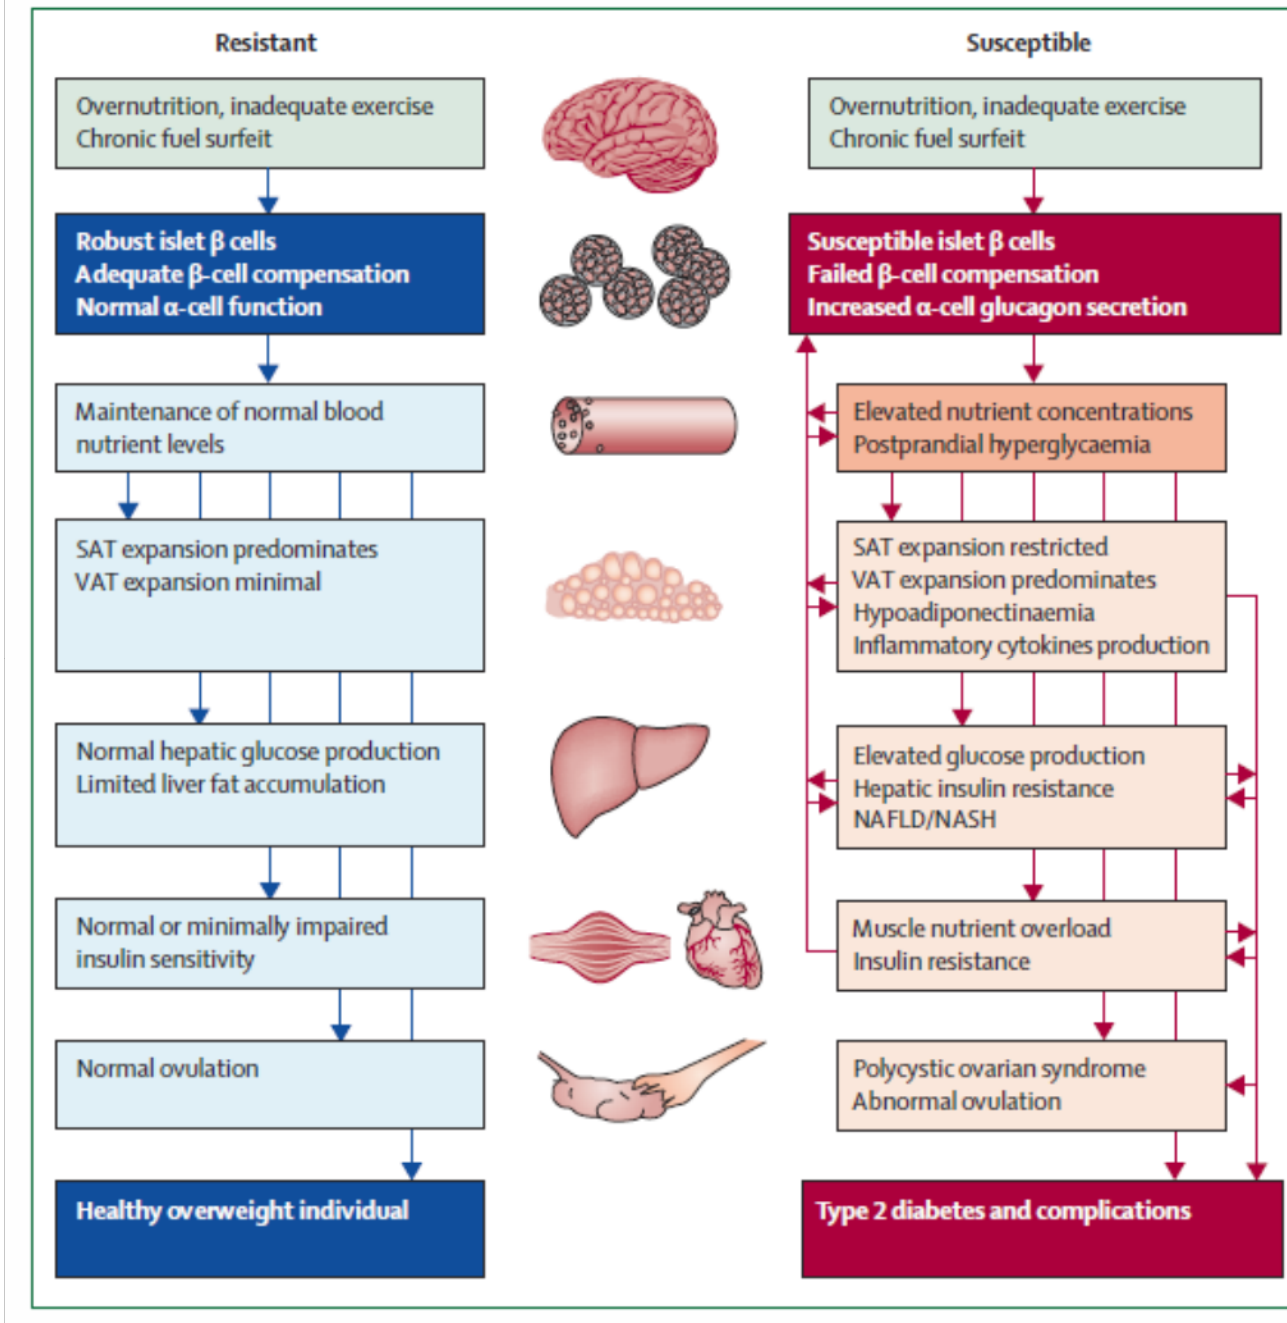 Resistant
Overnutrition, inadequate exercise
Chronic fuel surfeit
Robust islet β cells
Adequate β-cell compensation
Normal α-cell function
Maintenance of normal blood
nutrient levels
SAT expansion predominates
VAT expansion minimal
Normal hepatic glucose production
Limited liver fat accumulation
Normal or minimally impaired
insulin sensitivity
Normal ovulation
Healthy overweight individual
Susceptible
Overnutrition, inadequate exercise
Chronic fuel surfeit
Susceptible islet β cells
Failed β-cell compensation
Increased α-cell glucagon secretion
Elevated nutrient concentrations
Postprandial hyperglycaemia
SAT expansion restricted
VAT expansion predominates
Hypoadiponectinaemia
Inflammatory cytokines production
Elevated glucose production
Hepatic insulin resistance
NAFLD/NASH
Muscle nutrient overload
Insulin resistance
Polycystic ovarian syndrome
Abnormal ovulation
Type 2 diabetes and complications